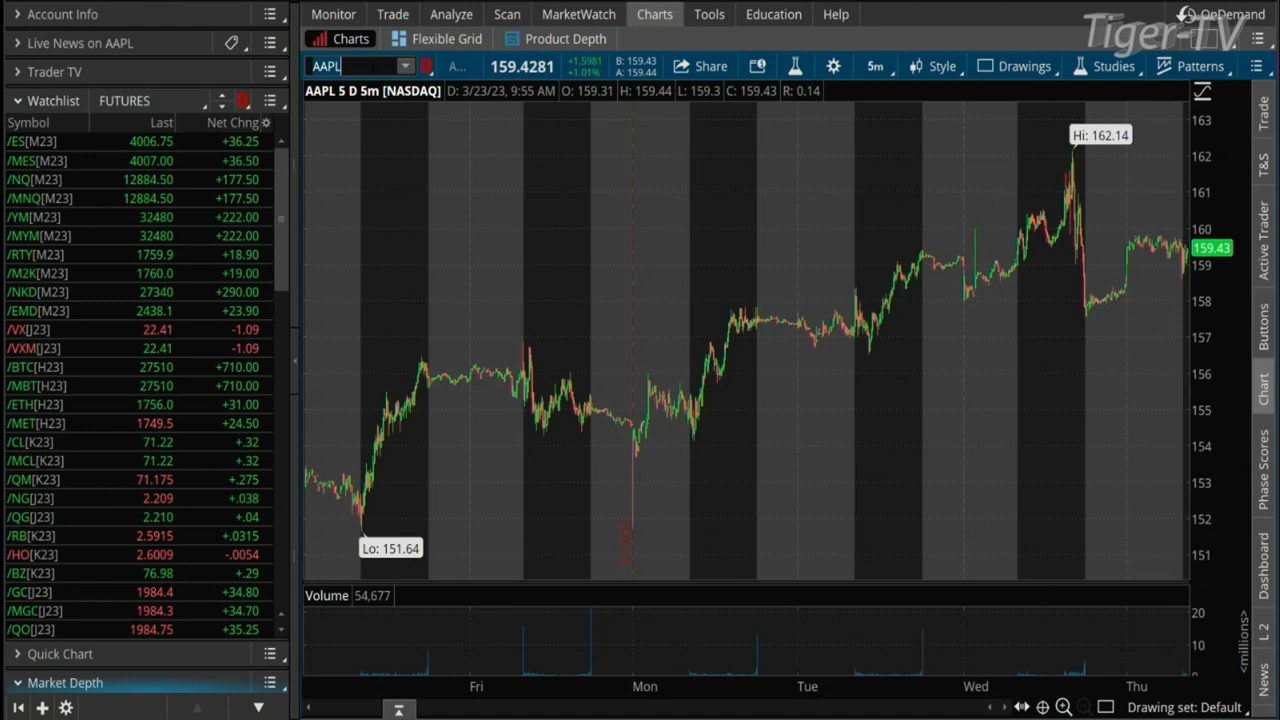 Account Info
Monitor Trade Analyze Scan MarketWatch Charts Tools Education Help
OnDemand
Tiger-TV
Live News on AAPL
Charts Flexible Grid Product Depth
Trader TV
AAPL A... 159.4281 +1.5981 +1.01% B: 159.43 A: 159.44 Share 5m Style Drawings Studies Patterns
Watchlist FUTURES
AAPL 5 D 5m [NASDAQ] D: 3/23/23, 9:55 AM O: 159.31 H: 159.44 L: 159.3 C: 159.43 R: 0.14
Symbol Last Net Chng
/ES[M23] 4006.75 +36.25
/MES[M23] 4007.00 +36.50
/NQ[M23] 12884.50 +177.50
/MNQ[M23] 12884.50 +177.50
/YM[M23] 32480 +222.00
/MYM[M23] 32480 +222.00
/RTY[M23] 1759.9 +18.90
/M2K[M23] 1760.0 +19.00
/NKD[M23] 27340 +290.00
/EMD[M23] 2438.1 +23.90
/VX[J23] 22.41 -1.09
/VXM[J23] 22.41 -1.09
/BTC[H23] 27510 +710.00
/MBT[H23] 27510 +710.00
/ETH[H23] 1756.0 +31.00
/MET[H23] 1749.5 +24.50
/CL[K23] 71.22 +.32
/MCL[K23] 71.22 +.32
/QM[K23] 71.175 +.275
/NG[J23] 2.209 +.038
/QG[J23] 2.210 +.04
/RB[K23] 2.5915 +.0315
/HO[K23] 2.6009 -.0054
/BZ[K23] 76.98 +.29
/GC[J23] 1984.4 +34.80
/MGC[J23] 1984.3 +34.70
/QO[J23] 1984.75 +35.25
Quick Chart
Market Depth
Hi: 162.14
Lo: 151.64
163
162
161
160
159.43
159
158
157
156
155
154
153
152
151
Volume 54,677
20
10
0
<millions>
Fri Mon Tue Wed Thu
Drawing set: Default
Trade
T&S
Active Trader
Buttons
Chart
Phase Scores
Dashboard
L 2
News